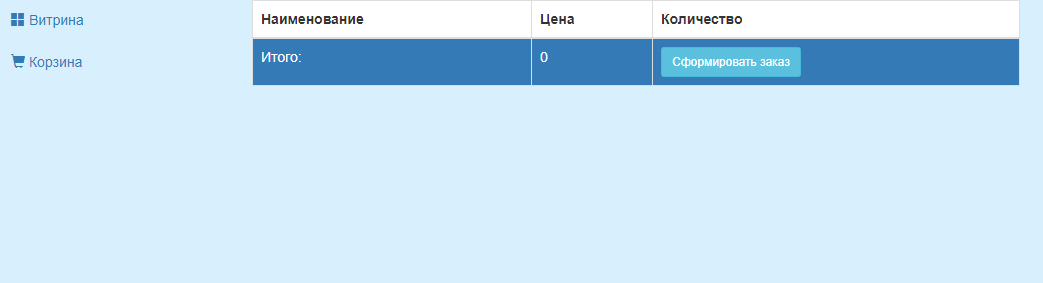 Витрина
Корзина
Наименование Цена Количество
Итого: 0 Сформировать заказ